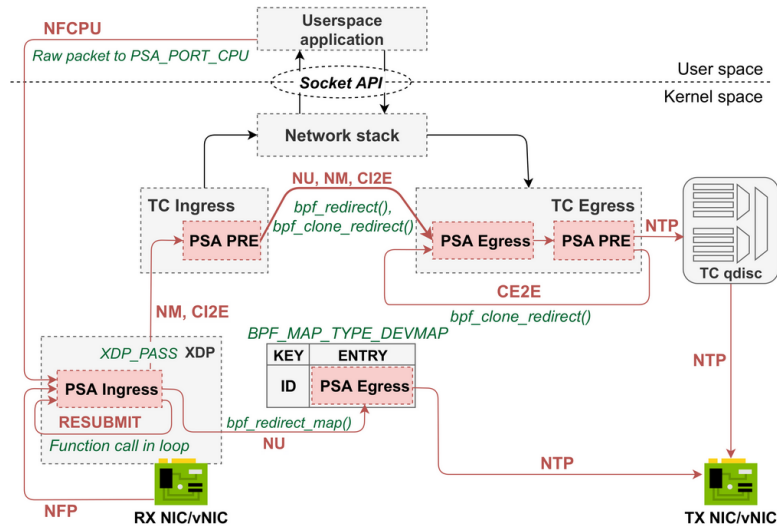 NFCPU
Userspace
application
Raw packet to PSA_PORT_CPU
User space
Socket API
Kernel space
Network stack
NU, NM, CI2E
TC Ingress
bpf_redirect(),
bpf_clone_redirect()
TC Egress
NTP
PSA PRE
PSA Egress
PSA PRE
TC qdisc
CE2E
NM, CI2E
bpf_clone_redirect()
BPF_MAP_TYPE_DEVMAP
XDP_PASS XDP
KEY ENTRY
NTP
PSA Ingress
ID PSA Egress
RESUBMIT
bpf_redirect_map()
Function call in loop
NU
NTP
NFP
RX NIC/vNIC
TX NIC/vNIC